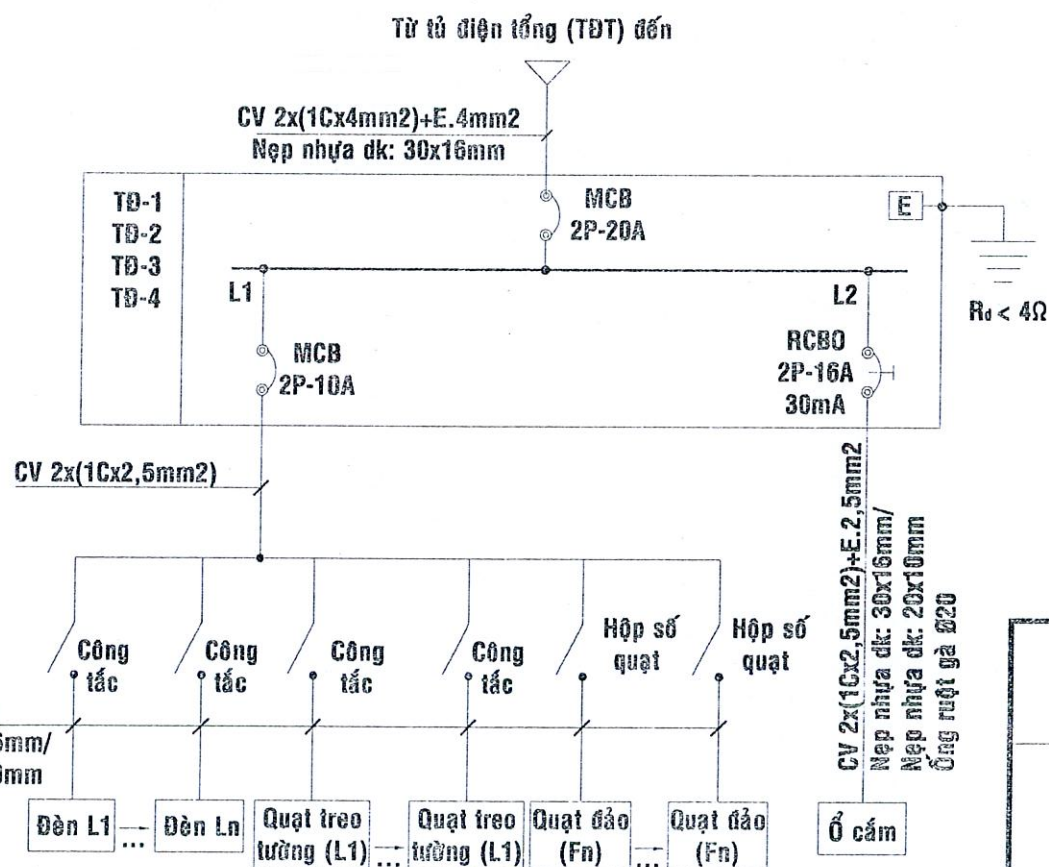 Từ tủ điện tổng (TĐT) đến
CV 2x(1Cx4mm2)+E.4mm2
Nẹp nhựa dk: 30x16mm
TĐ-1
TĐ-2
TĐ-3
TĐ-4
MCB
2P-20A
E
L1
L2
Rđ < 4Ω
MCB
2P-10A
RCBO
2P-16A
30mA
CV 2x(1Cx2,5mm2)
CV 2x(1Cx2,5mm2)+E.2,5mm2
Nẹp nhựa dk: 30x16mm/
Nẹp nhựa dk: 20x10mm
Ống ruột gà Ø20
Công
tắc
Công
tắc
Công
tắc
Công
tắc
Hộp số
quạt
Hộp số
quạt
6mm/
mm
Đèn L1
...
Đèn Ln
Quạt treo
tường (L1)
...
Quạt treo
tường (L1)
Quạt đảo
(Fn)
...
Quạt đảo
(Fn)
Ổ cắm